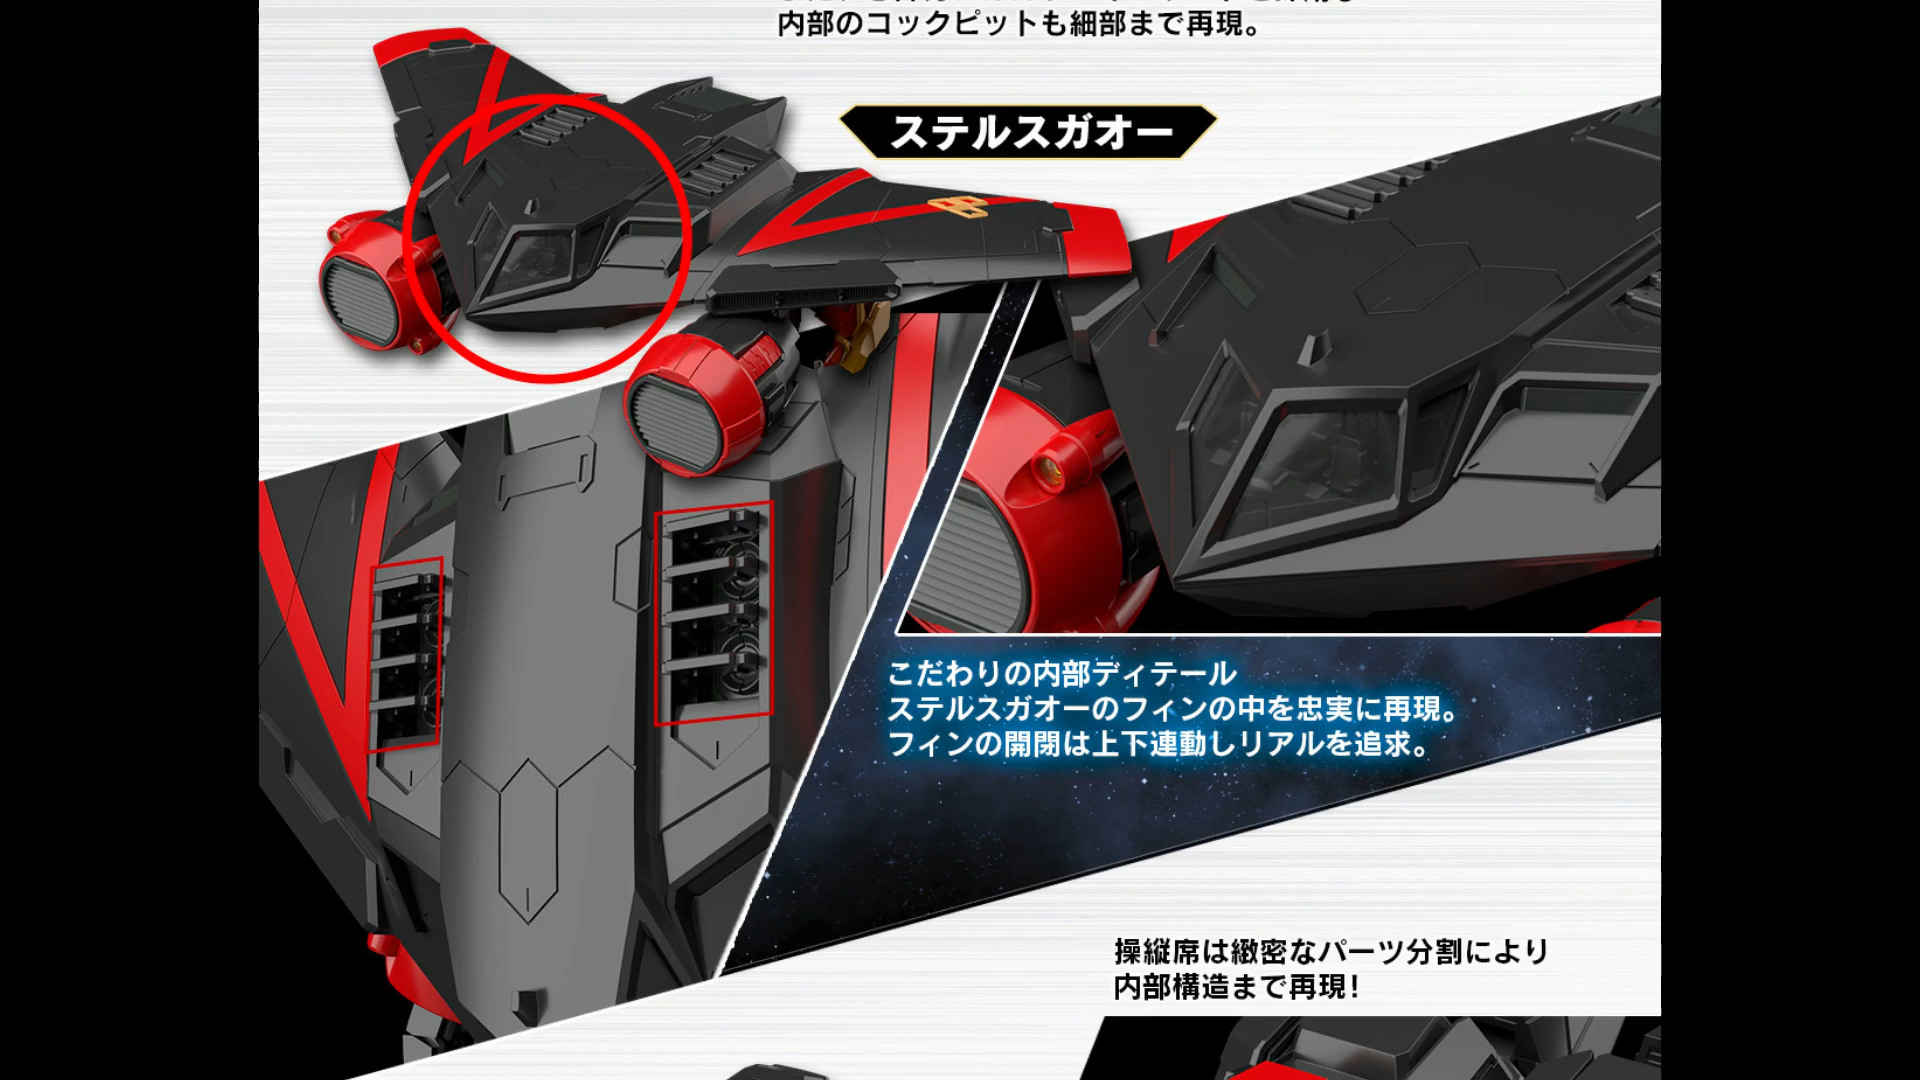 内部のコックピットも細部まで再現。
ステルスガオー
こだわりの内部ディテール
ステルスガオーのフィンの中を忠実に再現。
フィンの開閉は上下連動しリアルを追求。
操縦席は緻密なパーツ分割により
内部構造まで再現!